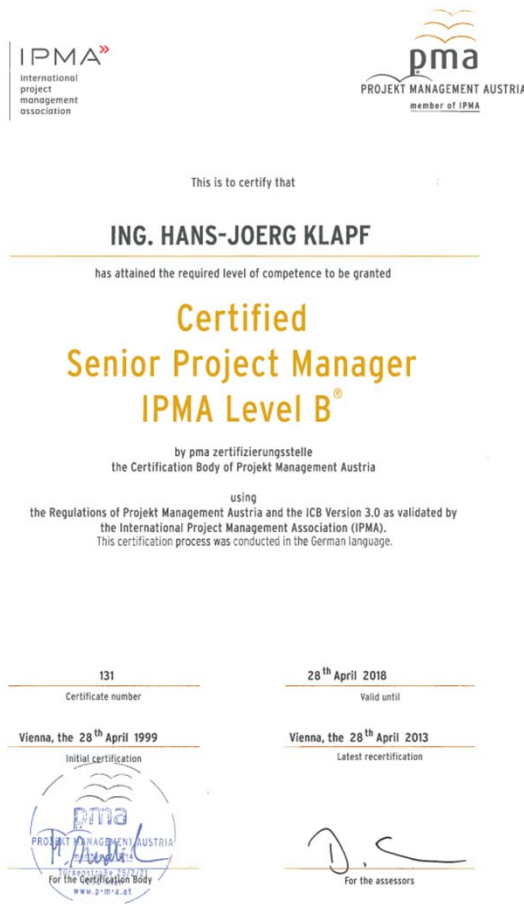 IPMA»
international
project
management
association
pma
PROJEKT MANAGEMENT AUSTRIA
member of IPMA
This is to certify that
ING. HANS-JOERG KLAPF
has attained the required level of competence to be granted
Certified
Senior Project Manager
IPMA Level B®
by pma zertifizierungsstelle
the Certification Body of Projekt Management Austria
using
the Regulations of Projekt Management Austria and the ICB Version 3.0 as validated by
the International Project Management Association (IPMA).
This certification process was conducted in the German language.
131
Certificate number
28th April 2018
Valid until
Vienna, the 28th April 1999
Initial certification
Vienna, the 28th April 2013
Latest recertification
pma
PROJEKT MANAGEMENT AUSTRIA
Türkenstraße 25/2/21
For the Certification Body
www.p-m-a.at
For the assessors